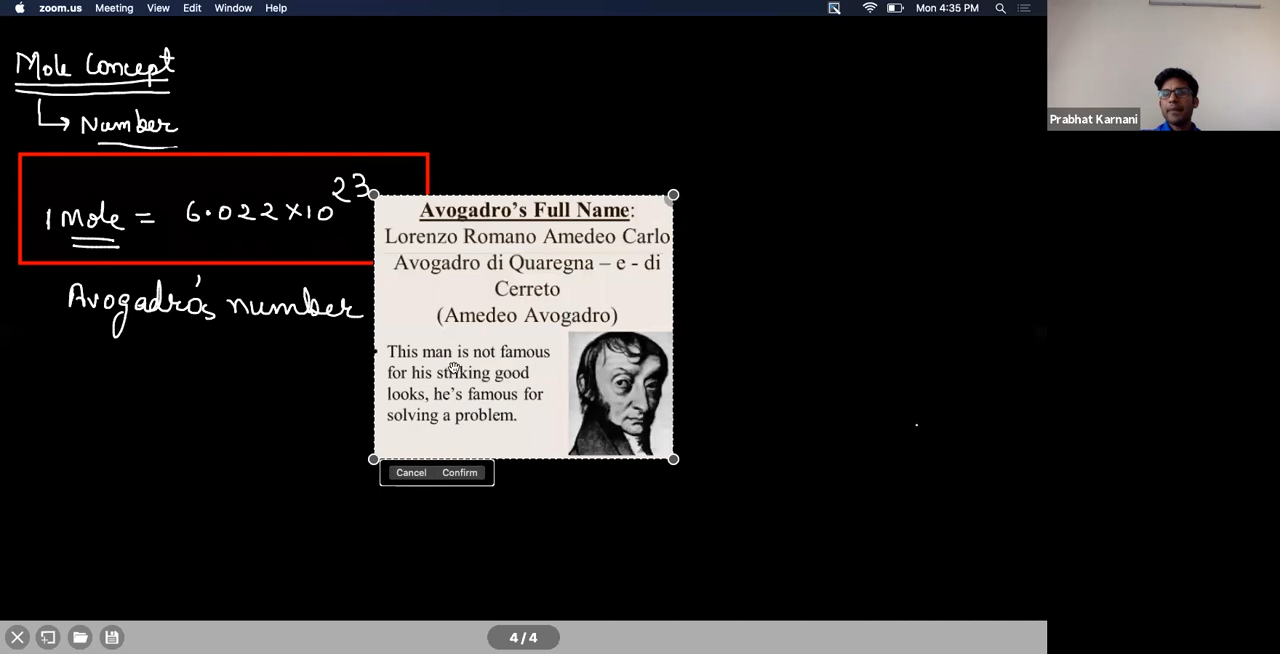 zoom.us Meeting View Edit Window Help Mon 4:35 PM
Prabhat Karnani
Mole Concept
Number
1 Mole = 6.022 × 10²³
Avogadro's number
Avogadro's Full Name:
Lorenzo Romano Amedeo Carlo
Avogadro di Quaregna – e - di
Cerreto
(Amedeo Avogadro)
This man is not famous
for his striking good
looks, he's famous for
solving a problem.
Cancel Confirm
4 / 4